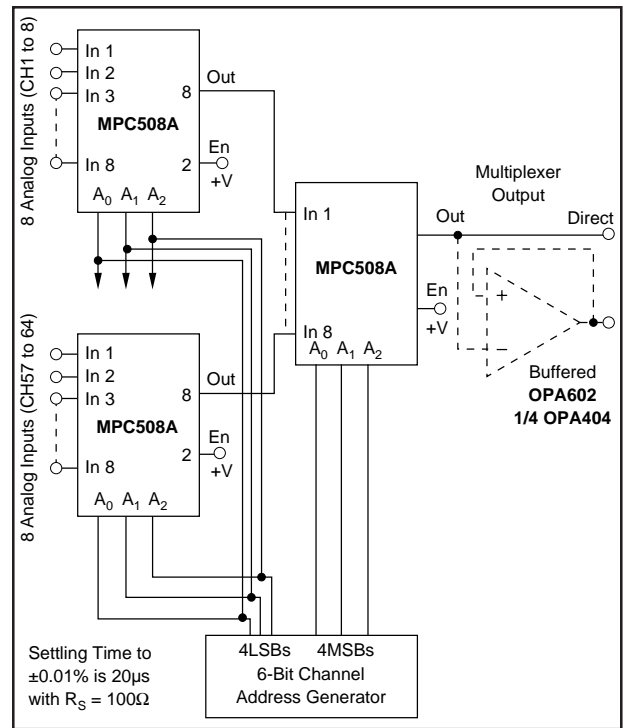 8 Analog Inputs (CH1 to 8)
In 1
In 2
In 3
In 8
MPC508A
8
2
Out
En
+V
A0 A1 A2
8 Analog Inputs (CH57 to 64)
In 1
In 2
In 3
In 8
MPC508A
8
2
Out
En
+V
A0 A1 A2
In 1
MPC508A
In 8
A0 A1 A2
Out
En
+V
Multiplexer
Output
Direct
+
–
Buffered
OPA602
1/4 OPA404
4LSBs 4MSBs
6-Bit Channel
Address Generator
Settling Time to
±0.01% is 20µs
with RS = 100Ω